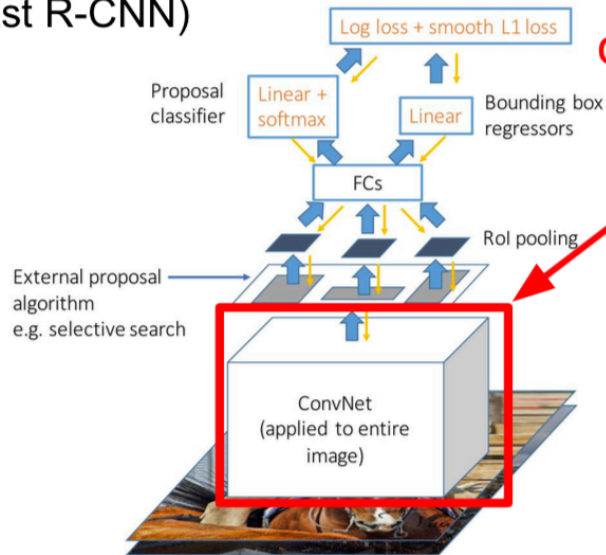 st R-CNN)
Log loss + smooth L1 loss
Proposal
classifier
Linear +
softmax
Linear
Bounding box
regressors
FCs
RoI pooling
External proposal
algorithm
e.g. selective search
ConvNet
(applied to entire
image)